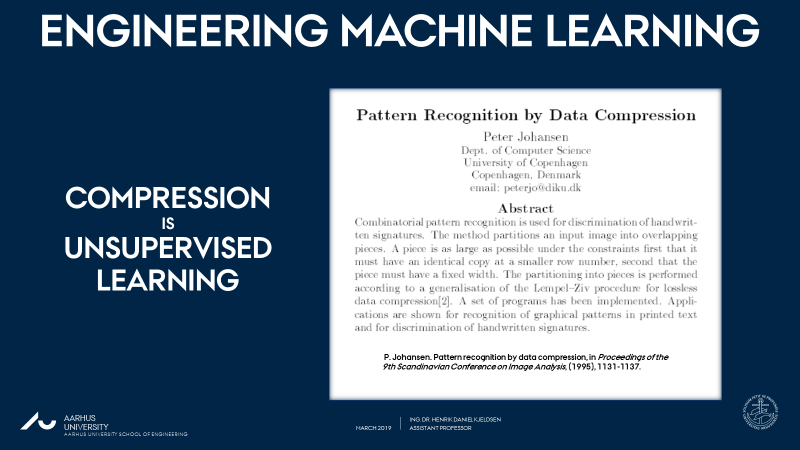 ENGINEERING MACHINE LEARNING
COMPRESSION
IS
UNSUPERVISED
LEARNING
Pattern Recognition by Data Compression
Peter Johansen
Dept. of Computer Science
University of Copenhagen
Copenhagen, Denmark
email: peterjo@diku.dk
Abstract
Combinatorial pattern recognition is used for discrimination of handwrit-
ten signatures. The method partitions an input image into overlapping
pieces. A piece is as large as possible under the constraints first that it
must have an identical copy at a smaller row number, second that the
piece must have a fixed width. The partitioning into pieces is performed
according to a generalisation of the Lempel–Ziv procedure for lossless
data compression[2]. A set of programs has been implemented. Appli-
cations are shown for recognition of graphical patterns in printed text
and for discrimination of handwritten signatures.
P. Johansen. Pattern recognition by data compression, in Proceedings of the
9th Scandinavian Conference on Image Analysis, (1995), 1131-1137.
AARHUS
UNIVERSITY
AARHUS UNIVERSITY SCHOOL OF ENGINEERING
MARCH 2019
ING. DR. HENRIK DANIEL KJELDSEN
ASSISTANT PROFESSOR